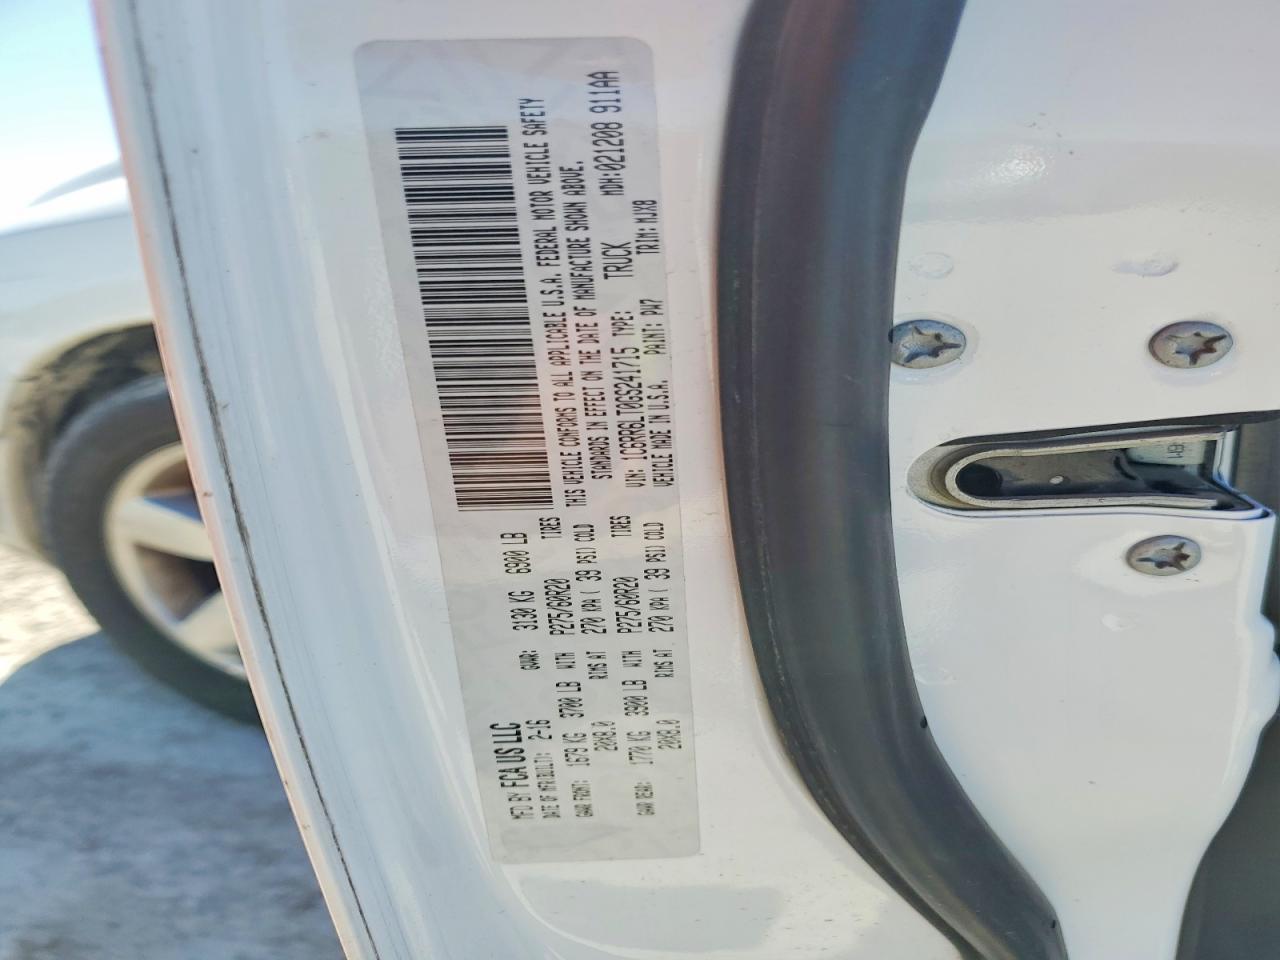 MFD BY FCA US LLC
DATE OF MFR/BUILT: 2-16 GVWR: 3130 KG 6900 LB
GAWR FRONT: 1679 KG 3700 LB WITH P275/60R20 TIRES
20X8.0 RIMS AT 270 KPA ( 39 PSI) COLD
GAWR REAR: 1770 KG 3900 LB WITH P275/60R20 TIRES
20X8.0 RIMS AT 270 KPA ( 39 PSI) COLD
THIS VEHICLE CONFORMS TO ALL APPLICABLE U.S.A. FEDERAL MOTOR VEHICLE SAFETY
STANDARDS IN EFFECT ON THE DATE OF MANUFACTURE SHOWN ABOVE.
VIN: 1C6RR6LT0GS241715 TYPE: TRUCK MDH:021208 911AA
VEHICLE MADE IN U.S.A. PAINT: PW7 TRIM: MJX8